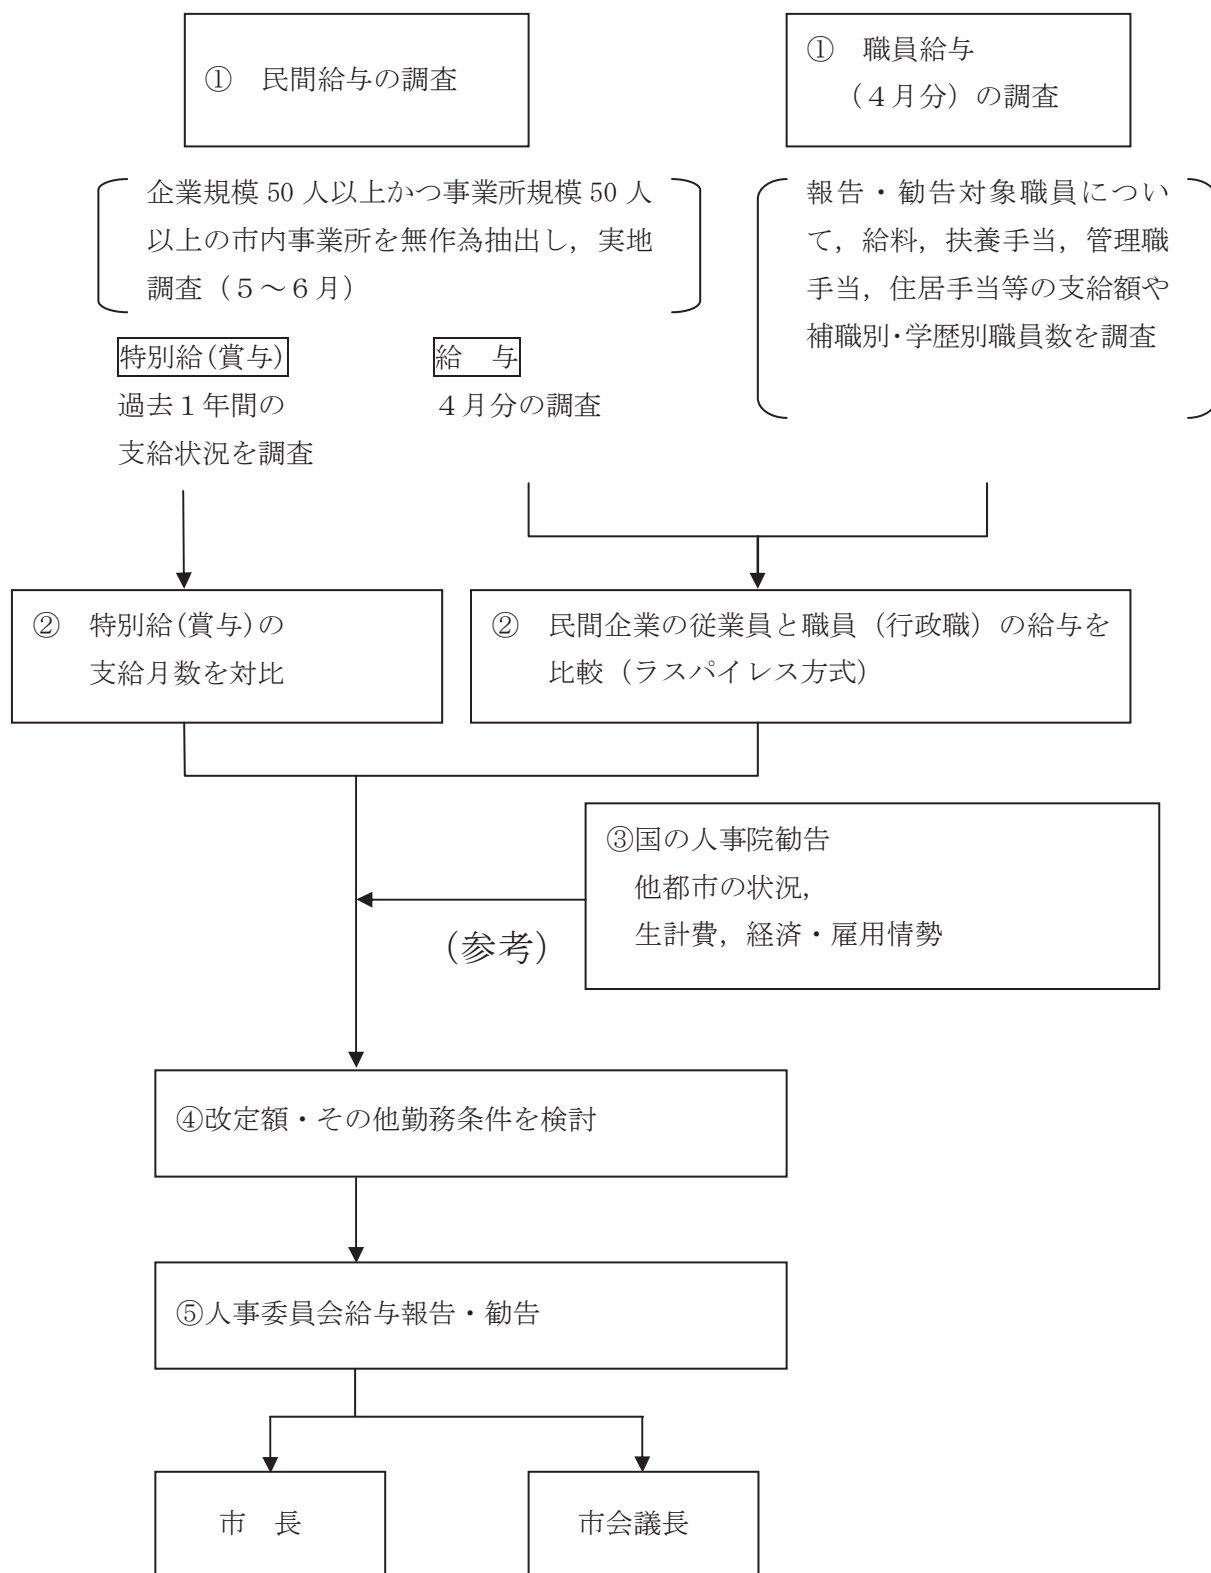 ① 民間給与の調査
① 職員給与
（４月分）の調査
企業規模 50 人以上かつ事業所規模 50 人
以上の市内事業所を無作為抽出し，実地
調査（５～６月）
報告・勧告対象職員につい
て，給料，扶養手当，管理職
手当，住居手当等の支給額や
補職別･学歴別職員数を調査
特別給(賞与)
過去１年間の
支給状況を調査
給　与
４月分の調査
② 特別給(賞与)の
支給月数を対比
② 民間企業の従業員と職員（行政職）の給与を
比較（ラスパイレス方式）
③国の人事院勧告
他都市の状況，
生計費，経済・雇用情勢
（参考）
④改定額・その他勤務条件を検討
⑤人事委員会給与報告・勧告
市　長
市会議長